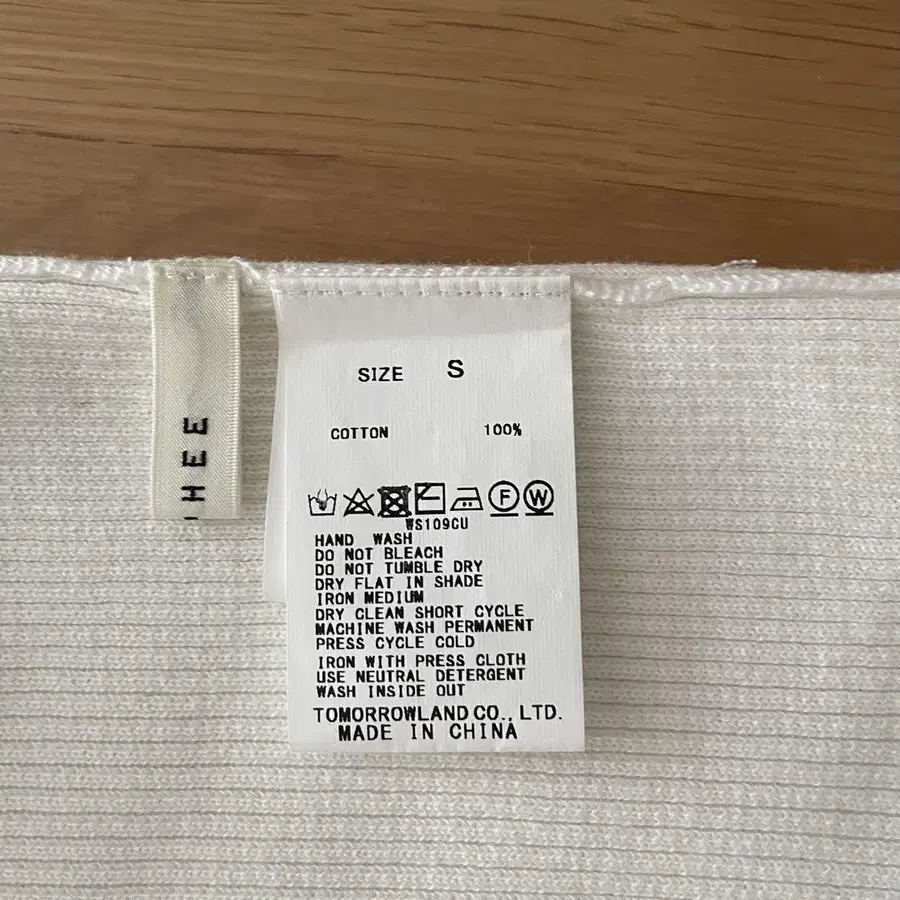 HEE
SIZE S
COTTON 100%
F W
WS109CU
HAND WASH
DO NOT BLEACH
DO NOT TUMBLE DRY
DRY FLAT IN SHADE
IRON MEDIUM
DRY CLEAN SHORT CYCLE
MACHINE WASH PERMANENT
PRESS CYCLE COLD
IRON WITH PRESS CLOTH
USE NEUTRAL DETERGENT
WASH INSIDE OUT
TOMORROWLAND CO., LTD.
MADE IN CHINA